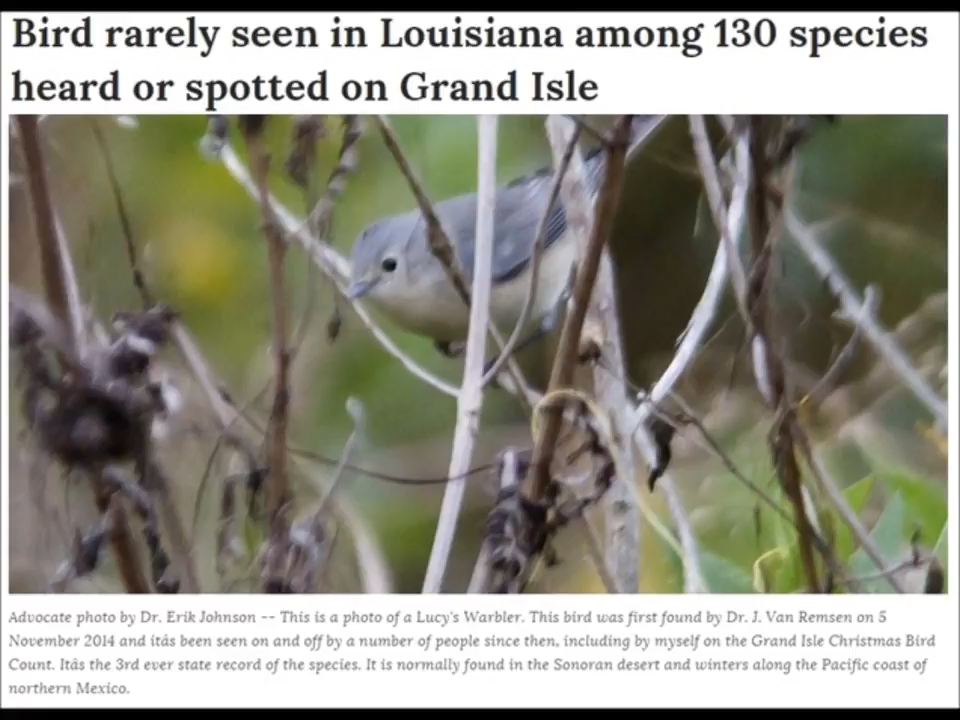 Bird rarely seen in Louisiana among 130 species
heard or spotted on Grand Isle
Advocate photo by Dr. Erik Johnson -- This is a photo of a Lucy's Warbler. This bird was first found by Dr. J. Van Remsen on 5
November 2014 and itâs been seen on and off by a number of people since then, including by myself on the Grand Isle Christmas Bird
Count. Itâs the 3rd ever state record of the species. It is normally found in the Sonoran desert and winters along the Pacific coast of
northern Mexico.